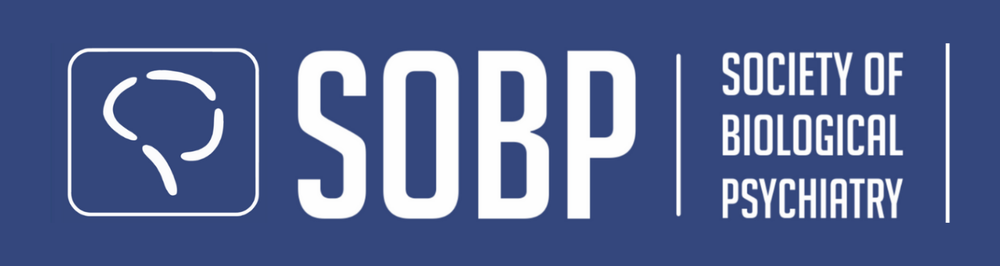 SOBP
SOCIETY OF
BIOLOGICAL
PSYCHIATRY